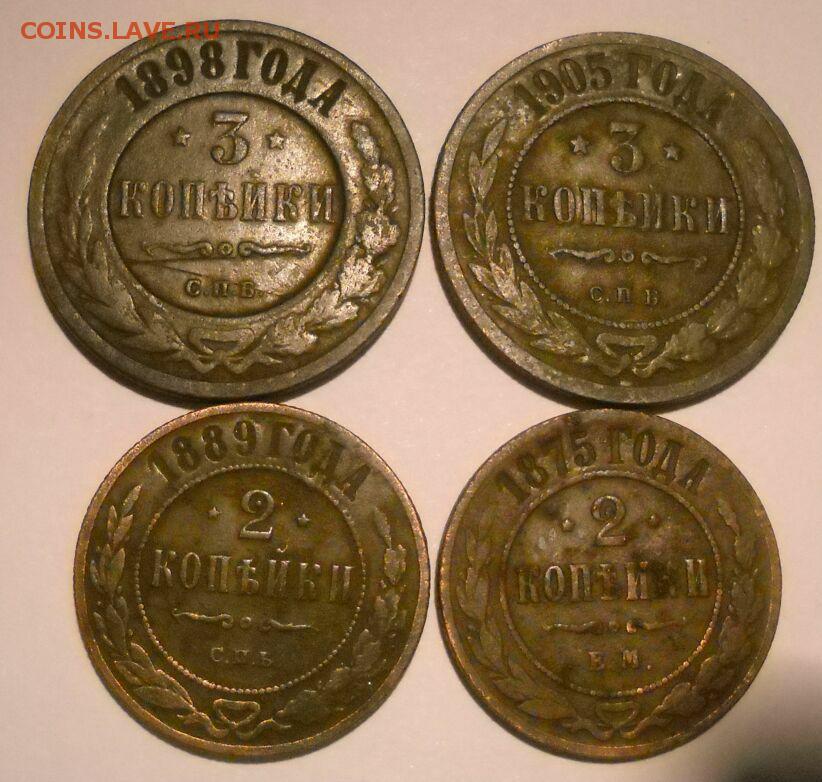 COINS.LAVE.RU
1898 ГОДА
3
КОПѢЙКИ
С.П.Б.
1905 ГОДА
3
КОПѢЙКИ
С.П.Б.
1889 ГОДА
2
КОПѢЙКИ
С.П.Б.
1875 ГОДА
2
КОПѢЙКИ
Е.М.